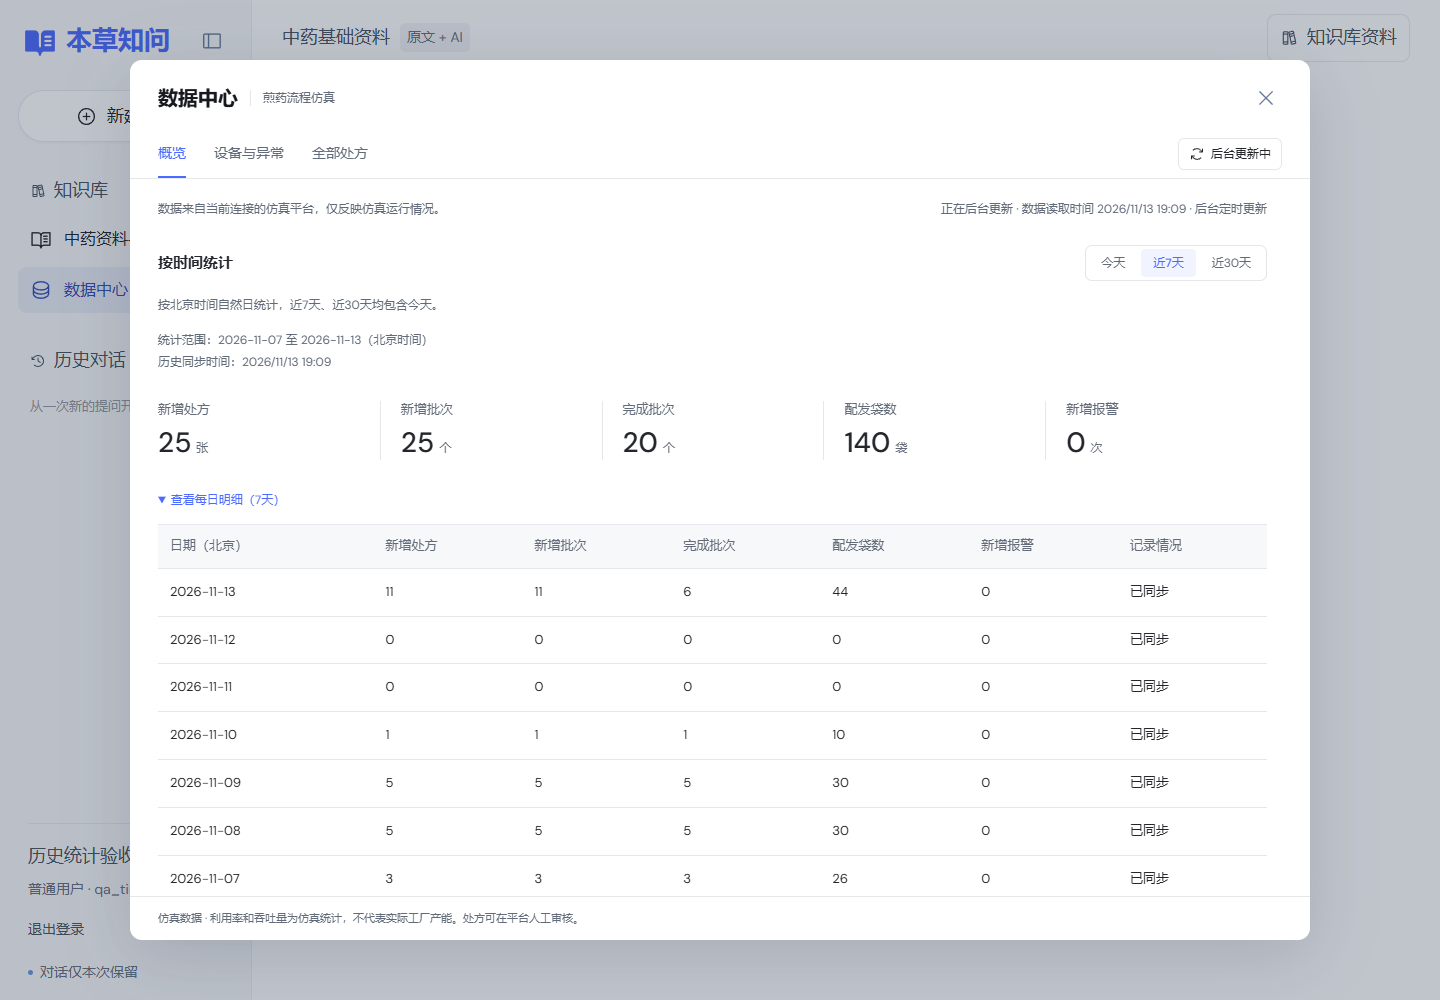 本草知问
中药基础资料 原文 + AI
知识库资料
新建
知识库
中药资料
数据中心
历史对话
从一次新的提问开
历史统计验收
普通用户 · qa_ti
退出登录
对话仅本次保留
数据中心 煎药流程仿真
概览 设备与异常 全部处方
后台更新中
数据来自当前连接的仿真平台，仅反映仿真运行情况。
正在后台更新 · 数据读取时间 2026/11/13 19:09 · 后台定时更新
按时间统计
今天 近7天 近30天
按北京时间自然日统计，近7天、近30天均包含今天。
统计范围：2026-11-07 至 2026-11-13（北京时间）
历史同步时间：2026/11/13 19:09
新增处方 新增批次 完成批次 配发袋数 新增报警
25 张 25 个 20 个 140 袋 0 次
▼ 查看每日明细（7天）
日期（北京） 新增处方 新增批次 完成批次 配发袋数 新增报警 记录情况
2026-11-13 11 11 6 44 0 已同步
2026-11-12 0 0 0 0 0 已同步
2026-11-11 0 0 0 0 0 已同步
2026-11-10 1 1 1 10 0 已同步
2026-11-09 5 5 5 30 0 已同步
2026-11-08 5 5 5 30 0 已同步
2026-11-07 3 3 3 26 0 已同步
仿真数据 · 利用率和吞吐量为仿真统计，不代表实际工厂产能。处方可在平台人工审核。